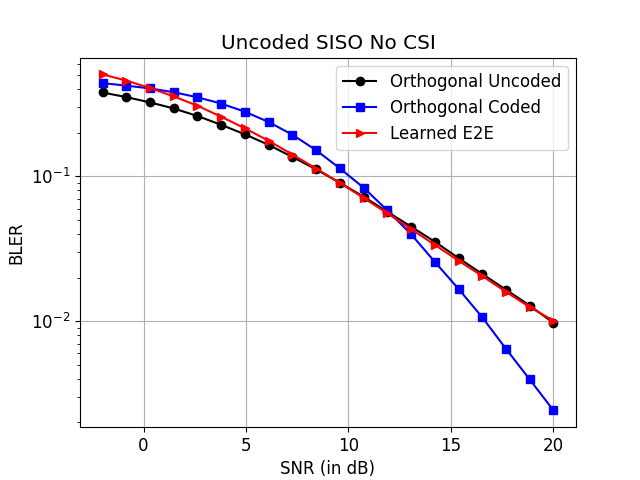 Uncoded SISO No CSI
Orthogonal Uncoded
Orthogonal Coded
Learned E2E
BLER
10⁻¹
10⁻²
0 5 10 15 20
SNR (in dB)